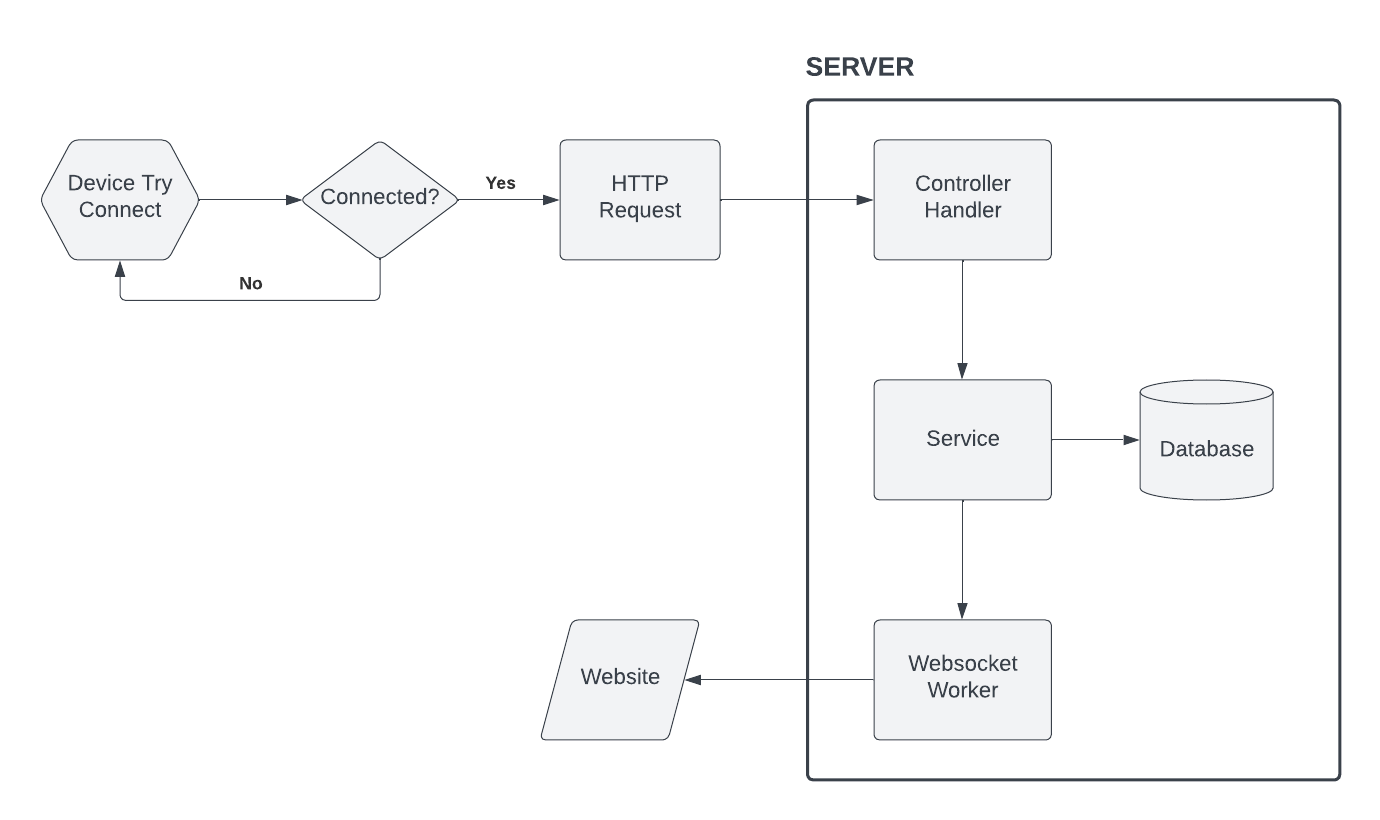 SERVER
Device Try
Connect
Connected?
Yes
HTTP
Request
Controller
Handler
No
Service
Database
Website
Websocket
Worker